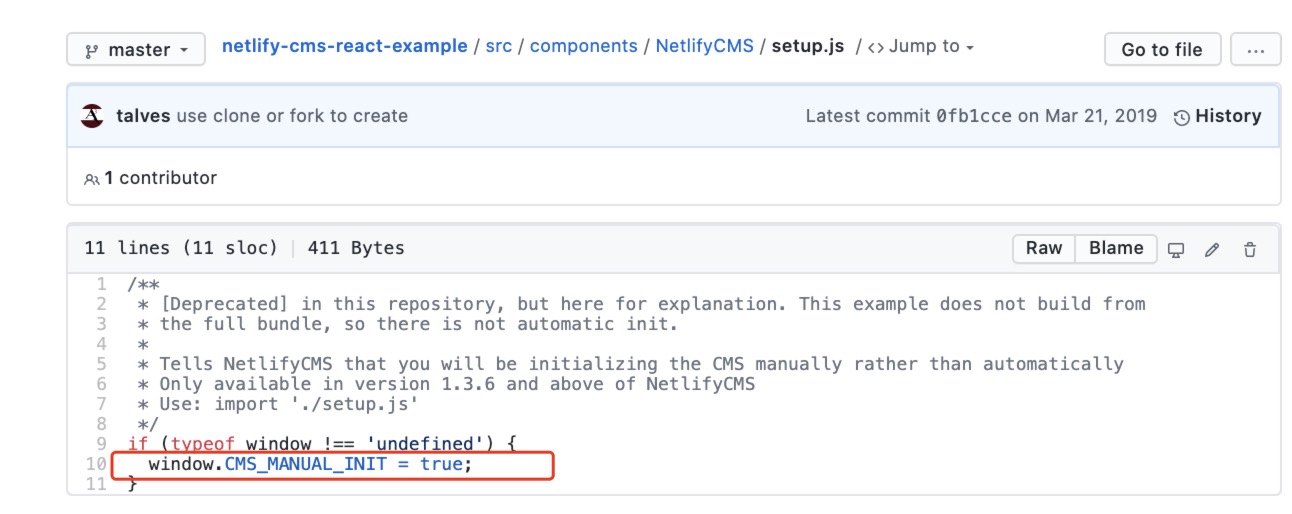 master netlify-cms-react-example / src / components / NetlifyCMS / setup.js / <> Jump to Go to file ...
talves use clone or fork to create Latest commit 0fb1cce on Mar 21, 2019 History
1 contributor
11 lines (11 sloc) | 411 Bytes Raw Blame
1 /**
2 * [Deprecated] in this repository, but here for explanation. This example does not build from
3 * the full bundle, so there is not automatic init.
4 *
5 * Tells NetlifyCMS that you will be initializing the CMS manually rather than automatically
6 * Only available in version 1.3.6 and above of NetlifyCMS
7 * Use: import './setup.js'
8 */
9 if (typeof window !== 'undefined') {
10 window.CMS_MANUAL_INIT = true;
11 }